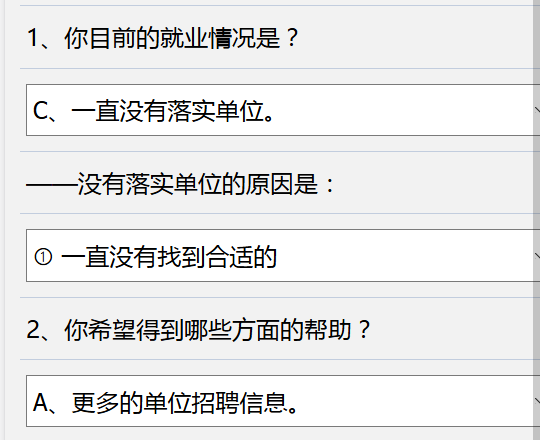 1、你目前的就业情况是？
C、一直没有落实单位。
——没有落实单位的原因是：
① 一直没有找到合适的
2、你希望得到哪些方面的帮助？
A、更多的单位招聘信息。